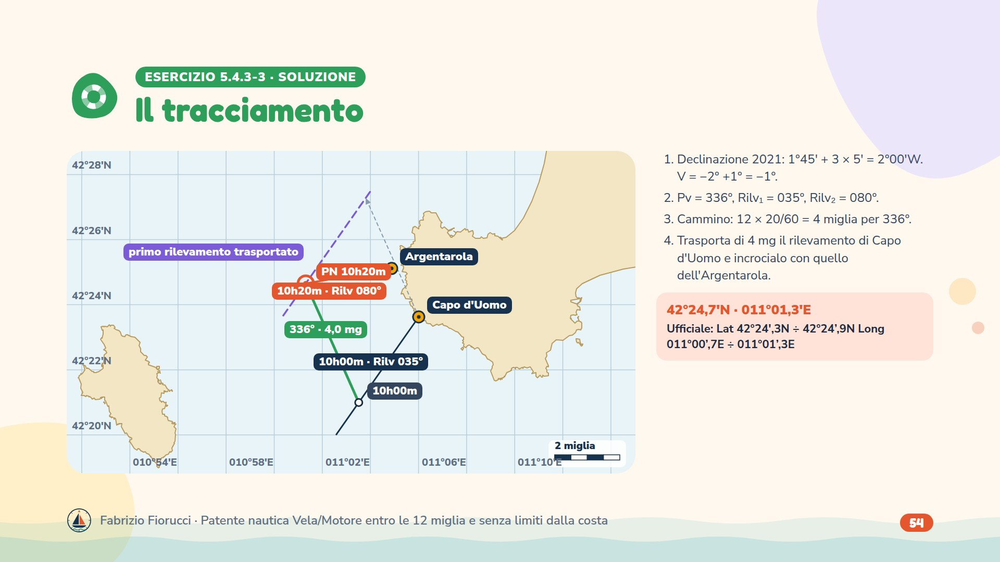 ESERCIZIO 5.4.3-3 · SOLUZIONE
Il tracciamento
42°28'N
42°26'N
primo rilevamento trasportato
Argentarola
PN 10h20m
10h20m · Rilv 080°
42°24'N
Capo d'Uomo
336° · 4,0 mg
42°22'N
10h00m · Rilv 035°
10h00m
42°20'N
2 miglia
010°54'E
010°58'E
011°02'E
011°06'E
011°10'E
1. Declinazione 2021: 1°45' + 3 × 5' = 2°00'W.
V = −2° +1° = −1°.
2. Pv = 336°, Rilv₁ = 035°, Rilv₂ = 080°.
3. Cammino: 12 × 20/60 = 4 miglia per 336°.
4. Trasporta di 4 mg il rilevamento di Capo
d'Uomo e incrocialo con quello
dell'Argentarola.
42°24,7'N · 011°01,3'E
Ufficiale: Lat 42°24',3N ÷ 42°24’,9N Long
011°00’,7E ÷ 011°01’,3E
Fabrizio Fiorucci · Patente nautica Vela/Motore entro le 12 miglia e senza limiti dalla costa
54